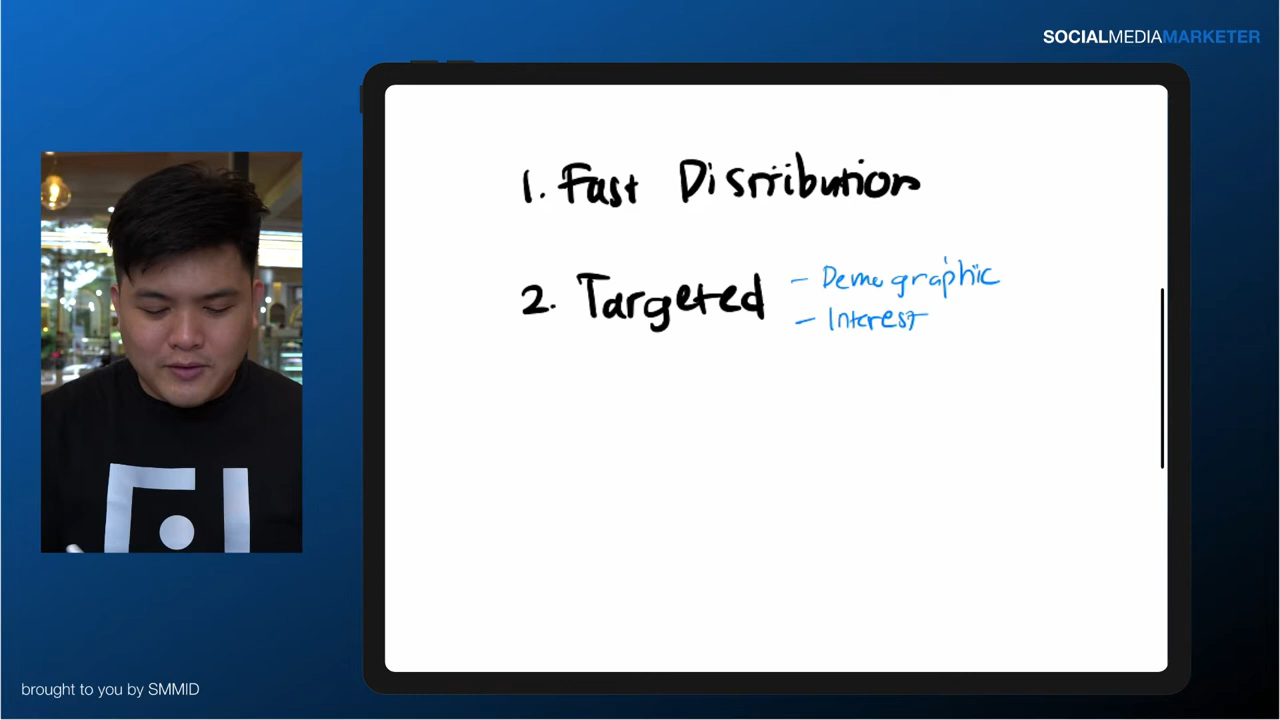 SOCIALMEDIAMARKETER
1. Fast Distribution
2. Targeted
- Demographic
- Interest
brought to you by SMMID